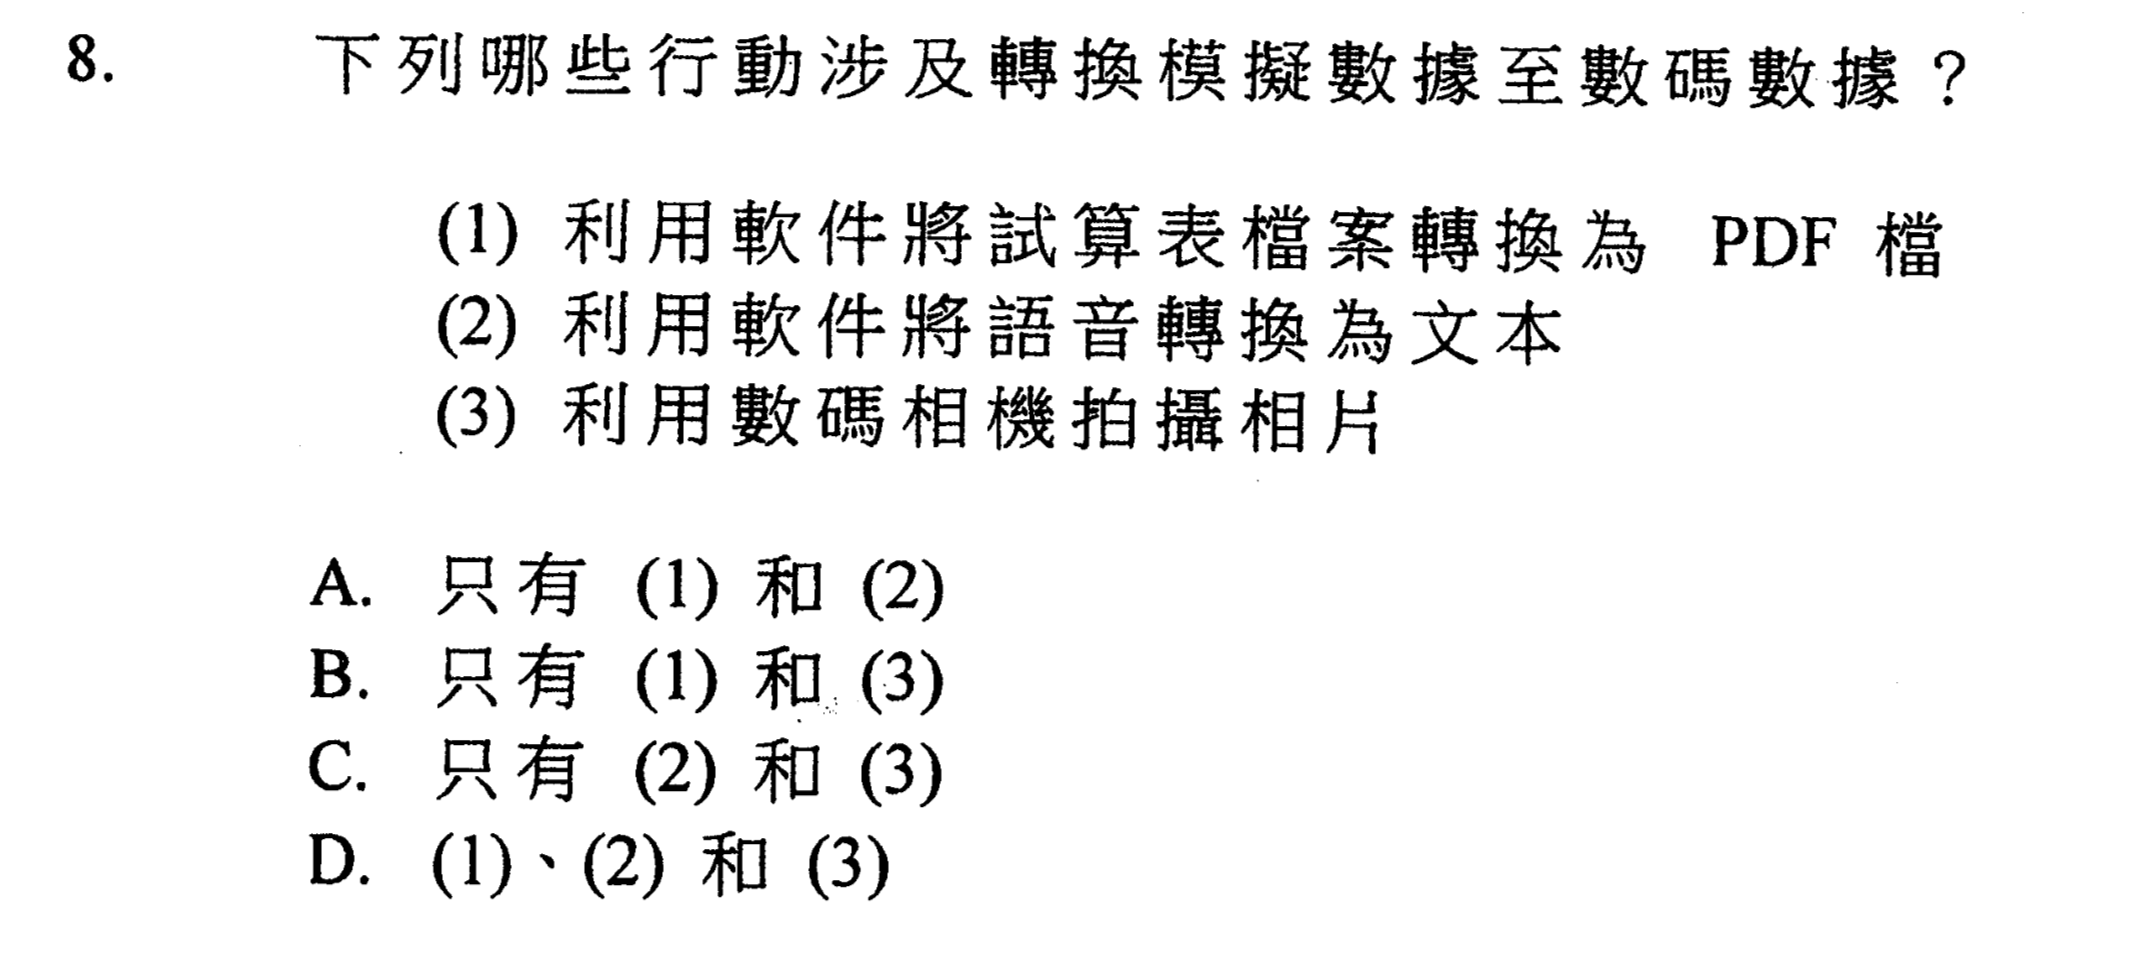 8. 下列哪些行動涉及轉換模擬數據至數碼數據？
(1) 利用軟件將試算表檔案轉換為 PDF 檔
(2) 利用軟件將語音轉換為文本
(3) 利用數碼相機拍攝相片
A. 只有 (1) 和 (2)
B. 只有 (1) 和 (3)
C. 只有 (2) 和 (3)
D. (1)、(2) 和 (3)